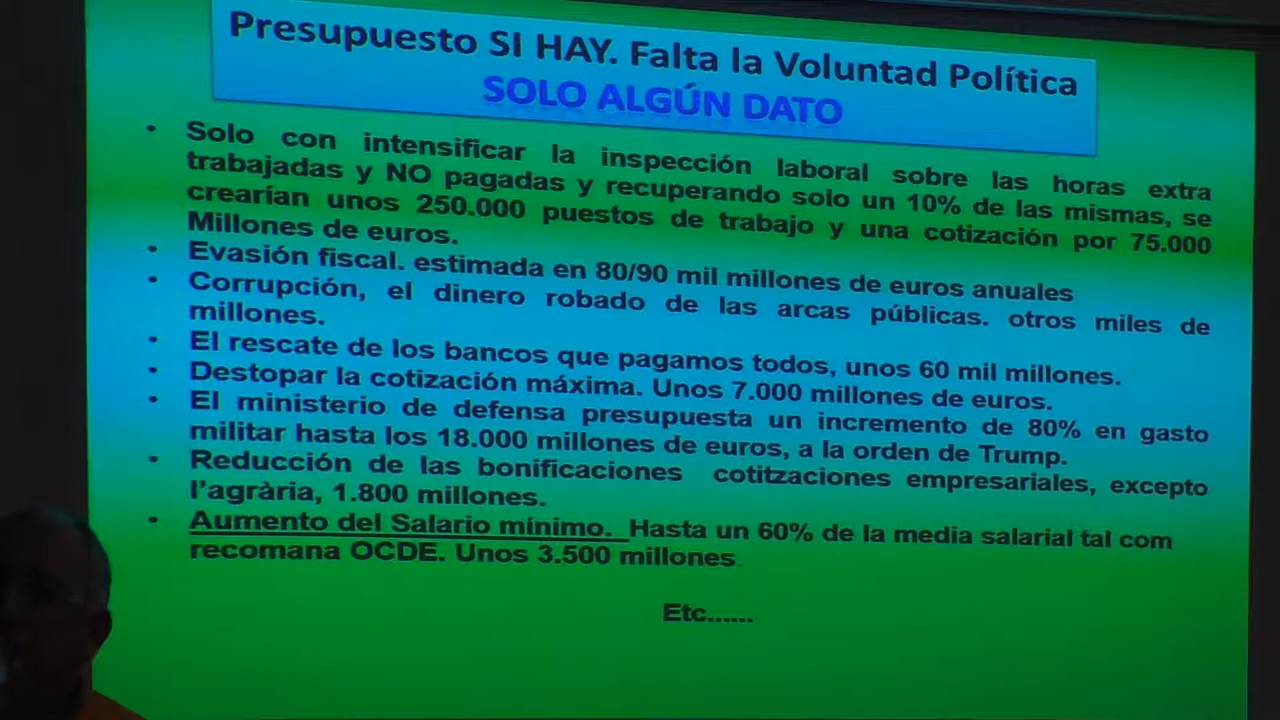 Presupuesto SI HAY. Falta la Voluntad Política
SOLO ALGÚN DATO
• Solo con intensificar la inspección laboral sobre las horas extra
trabajadas y NO pagadas y recuperando solo un 10% de las mismas, se
crearían unos 250.000 puestos de trabajo y una cotización por 75.000
Millones de euros.
• Evasión fiscal. estimada en 80/90 mil millones de euros anuales
• Corrupción, el dinero robado de las arcas públicas. otros miles de
millones.
• El rescate de los bancos que pagamos todos, unos 60 mil millones.
• Destopar la cotización máxima. Unos 7.000 millones de euros.
• El ministerio de defensa presupuesta un incremento de 80% en gasto
militar hasta los 18.000 millones de euros, a la orden de Trump.
• Reducción de las bonificaciones cotitzaciones empresariales, excepto
l'agrària, 1.800 millones.
• Aumento del Salario mínimo. Hasta un 60% de la media salarial tal com
recomana OCDE. Unos 3.500 millones.
Etc......